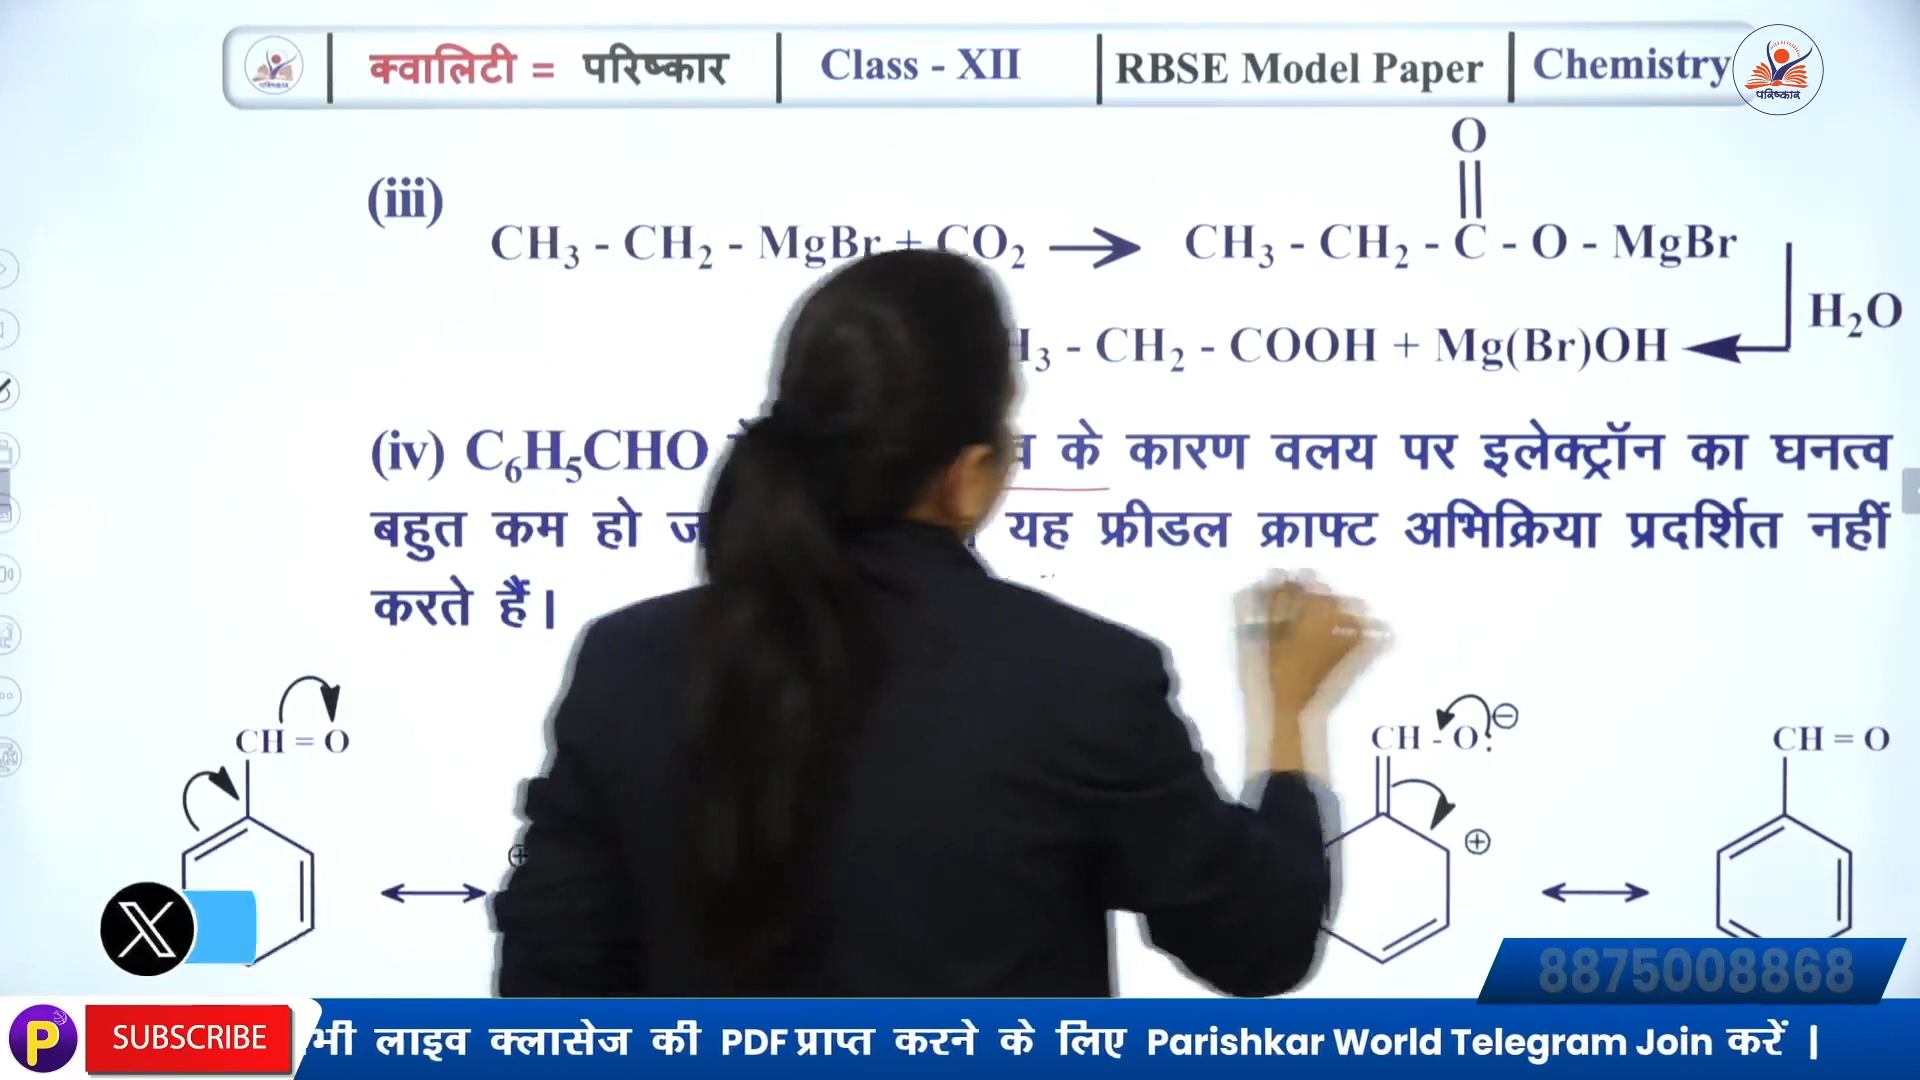 क्वालिटी = परिष्कार
Class - XII
RBSE Model Paper
Chemistry
परिष्कार
O
(iii)
CH₃ - CH₂ - MgBr + CO₂ → CH₃ - CH₂ - C - O - MgBr
H₂O
₃ - CH₂ - COOH + Mg(Br)OH
(iv) C₆H₅CHO के कारण वलय पर इलेक्ट्रॉन का घनत्व
बहुत कम हो यह फ्रीडल क्राफ्ट अभिक्रिया प्रदर्शित नहीं
करते हैं।
CH = O
CH - O: ⊖
CH = O
⊕
⊕
8875008868
P SUBSCRIBE
लाइव क्लासेज की PDF प्राप्त करने के लिए Parishkar World Telegram Join करें |